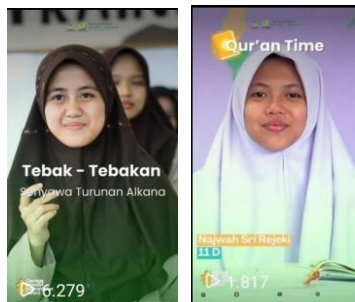 Tebak - Tebakan
Senyawa Turunan Alkana
6.279
Qur'an Time
Najwah Sri Rejeki
11 D
1.817